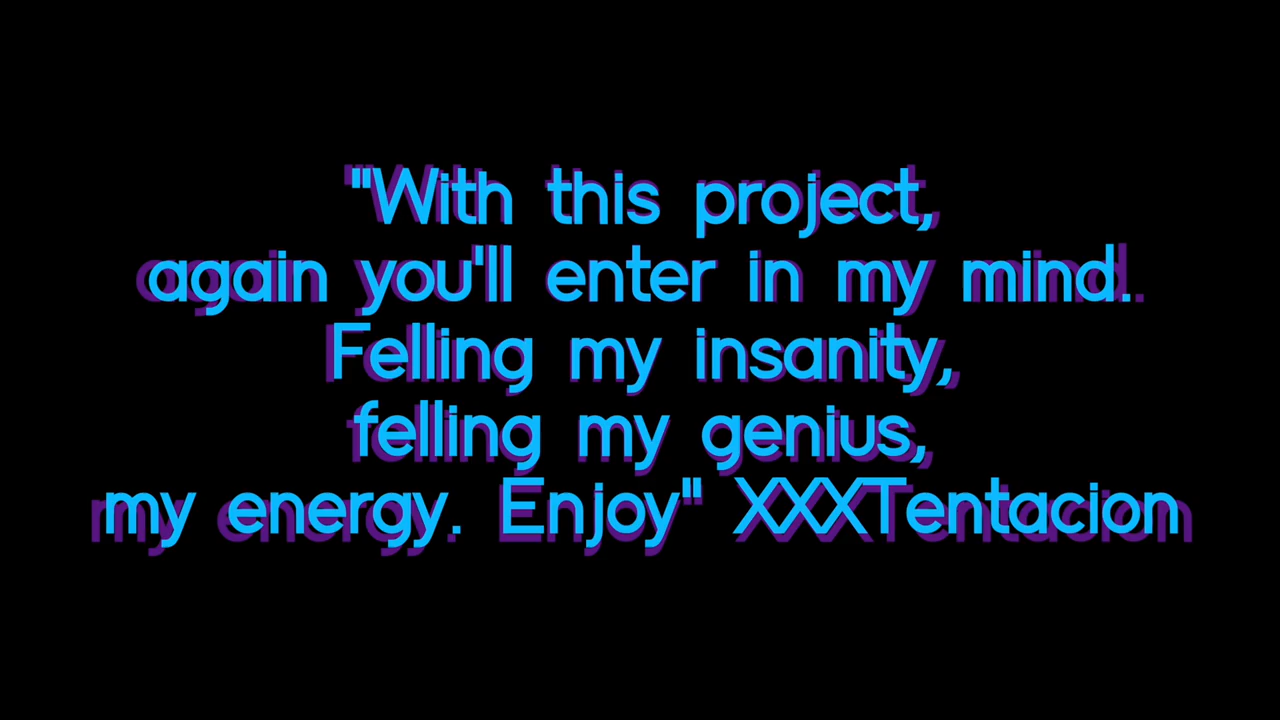 "With this project,
again you'll enter in my mind.
Felling my insanity,
felling my genius,
my energy. Enjoy" XXXTentacion